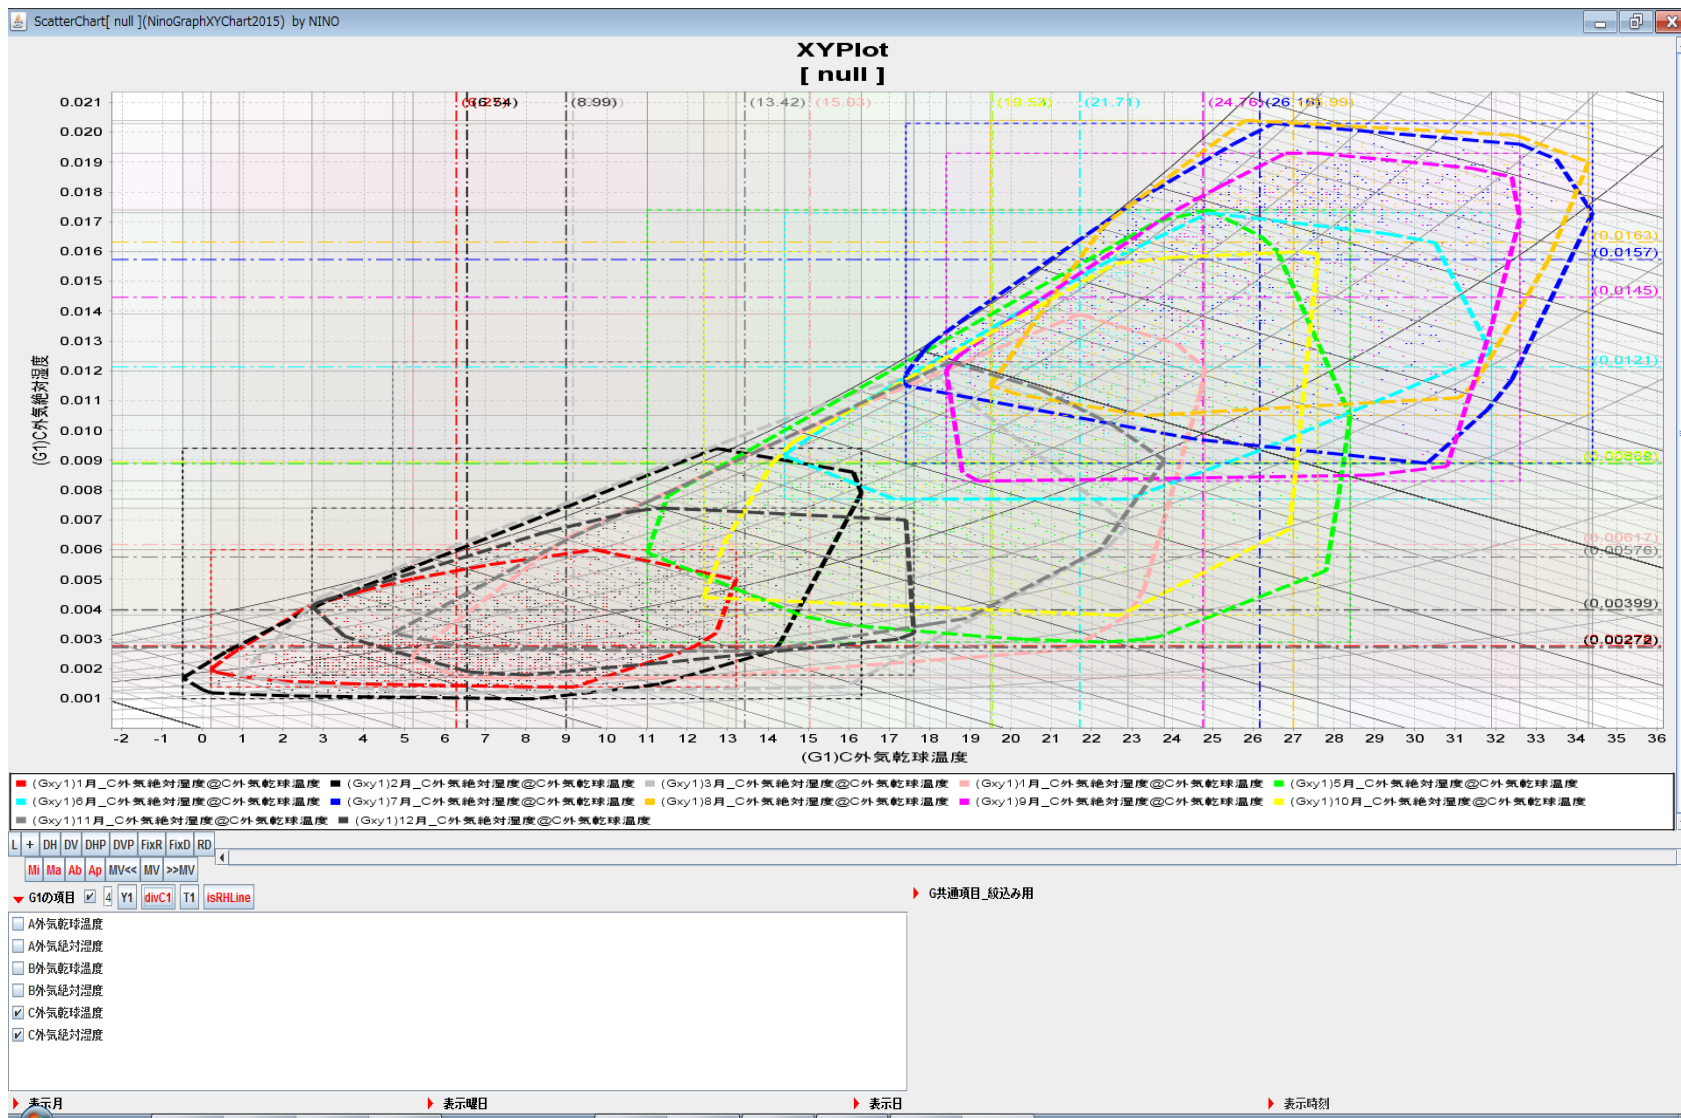 ScatterChart[ null ](NinoGraphXYChart2015) by NINO
XYPlot
[ null ]
(6.54) (8.99) (13.42) (15.03) (19.53) (21.71) (24.76) (26.18)
0.021
0.020
0.019
0.018
0.017
0.016
0.015
0.014
0.013
0.012
0.011
0.010
0.009
0.008
0.007
0.006
0.005
0.004
0.003
0.002
0.001
(G1)C外気絶対湿度
(0.0163)
(0.0157)
(0.0145)
(0.0121)
(0.00617)
(0.00576)
(0.00399)
-2 -1 0 1 2 3 4 5 6 7 8 9 10 11 12 13 14 15 16 17 18 19 20 21 22 23 24 25 26 27 28 29 30 31 32 33 34 35 36
(G1)C外気乾球温度
(Gxy1)1月_C外気絶対湿度@C外気乾球温度 (Gxy1)2月_C外気絶対湿度@C外気乾球温度 (Gxy1)3月_C外気絶対湿度@C外気乾球温度 (Gxy1)4月_C外気絶対湿度@C外気乾球温度 (Gxy1)5月_C外気絶対湿度@C外気乾球温度
(Gxy1)6月_C外気絶対湿度@C外気乾球温度 (Gxy1)7月_C外気絶対湿度@C外気乾球温度 (Gxy1)8月_C外気絶対湿度@C外気乾球温度 (Gxy1)9月_C外気絶対湿度@C外気乾球温度 (Gxy1)10月_C外気絶対湿度@C外気乾球温度
(Gxy1)11月_C外気絶対湿度@C外気乾球温度 (Gxy1)12月_C外気絶対湿度@C外気乾球温度
L + DH DV DHP DVP FixR FixD RD
Mi Ma Ab Ap MV<< MV >>MV
G1の項目 4 Y1 divC1 T1 isRHLine
G共通項目_絞込み用
A外気乾球温度
A外気絶対湿度
B外気乾球温度
B外気絶対湿度
C外気乾球温度
C外気絶対湿度
表示月 表示曜日 表示日 表示時刻